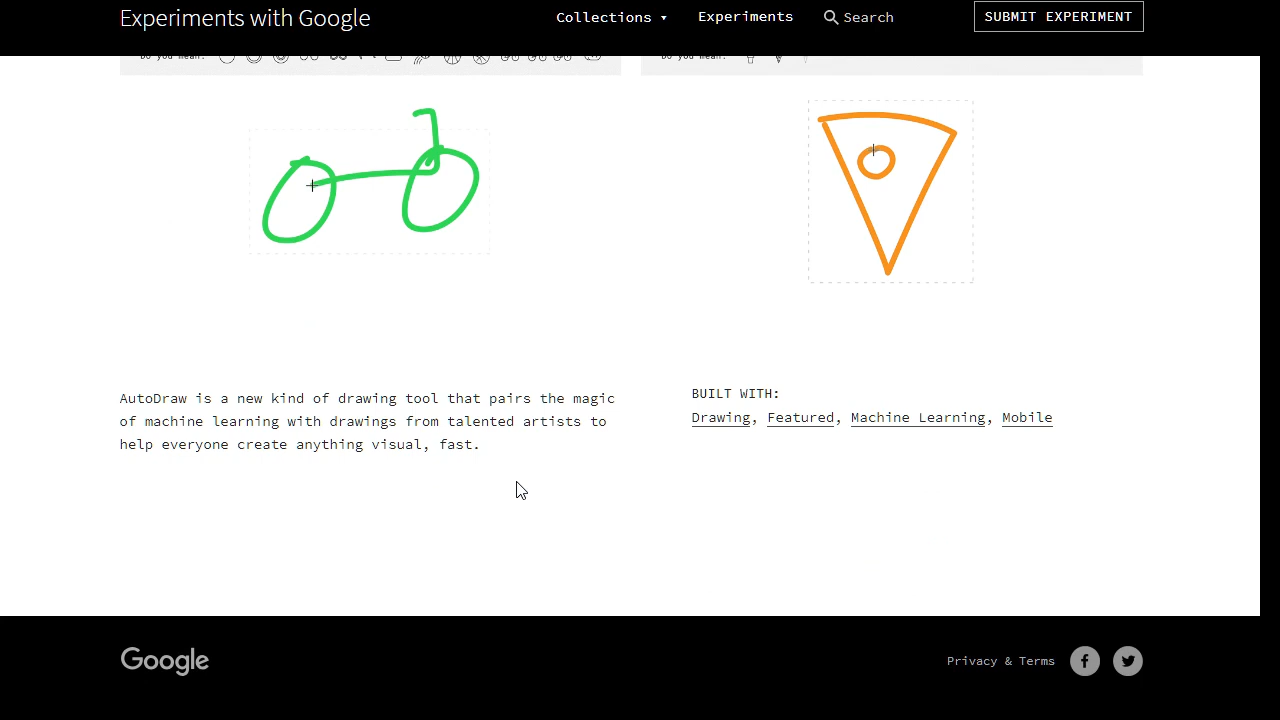 Experiments with Google
Collections ▾
Experiments
Search
SUBMIT EXPERIMENT
AutoDraw is a new kind of drawing tool that pairs the magic
of machine learning with drawings from talented artists to
help everyone create anything visual, fast.
BUILT WITH:
Drawing, Featured, Machine Learning, Mobile
Google
Privacy & Terms